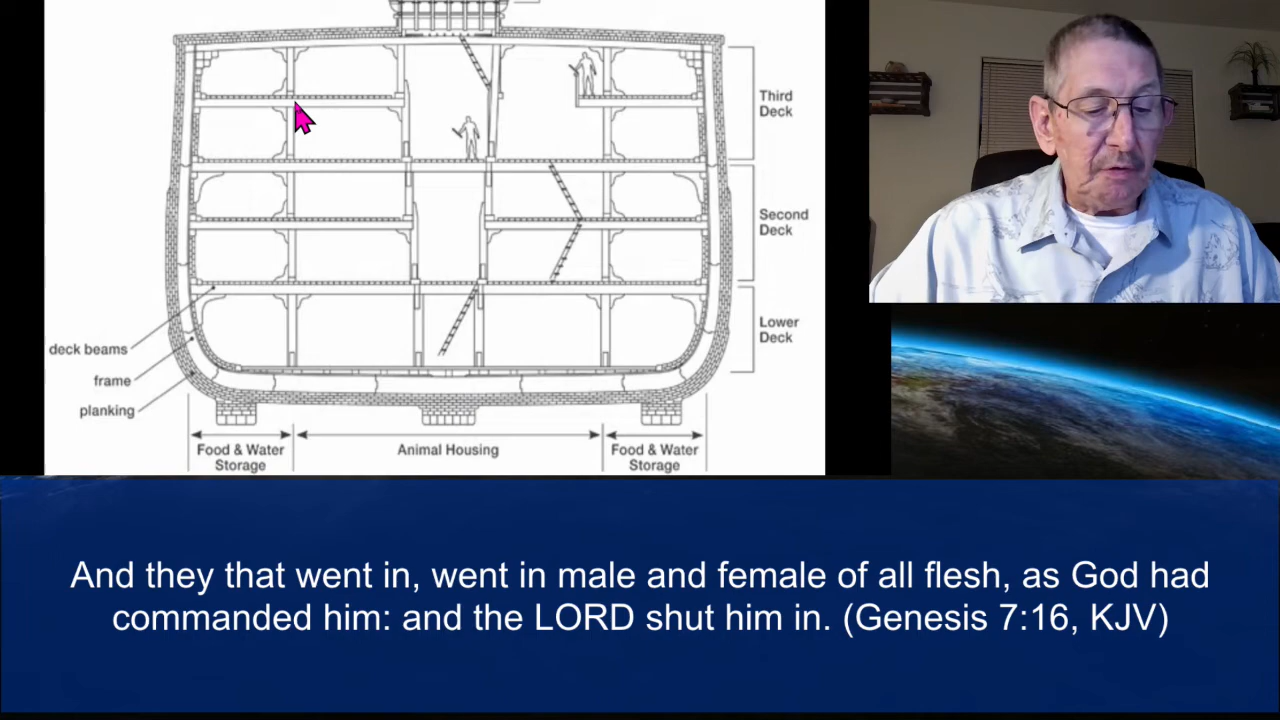 Third
Deck
Second
Deck
Lower
Deck
deck beams
frame
planking
Food & Water
Storage
Animal Housing
Food & Water
Storage
And they that went in, went in male and female of all flesh, as God had
commanded him: and the LORD shut him in. (Genesis 7:16, KJV)